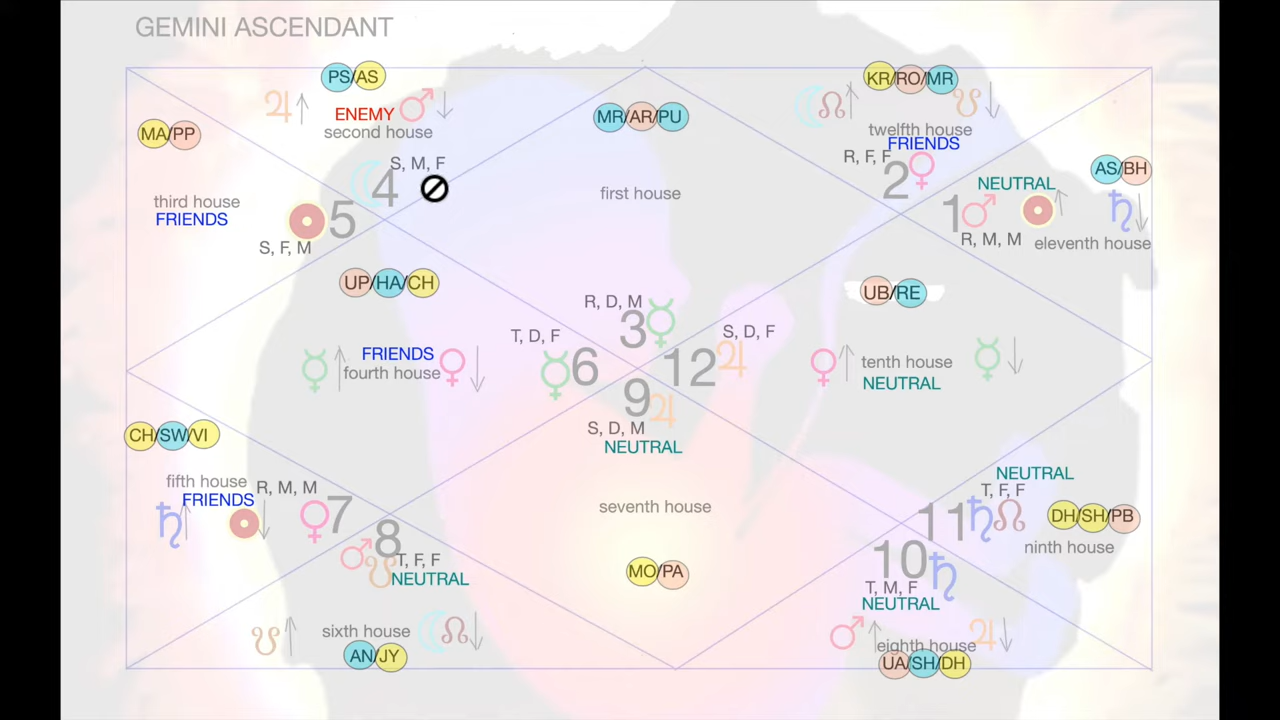 GEMINI ASCENDANT
PS/AS
KR/RO/MR
ENEMY
second house
MA/PP
MR/AR/PU
twelfth house
FRIENDS
R, F, F
2
S, M, F
4
AS/BH
NEUTRAL
1
R, M, M
eleventh house
third house
FRIENDS
5
S, F, M
first house
UP/HA/CH
UB/RE
R, D, M
3
T, D, F
6
S, D, F
12
FRIENDS
fourth house
tenth house
NEUTRAL
9
S, D, M
NEUTRAL
CH/SW/VI
fifth house
FRIENDS
R, M, M
7
8
T, F, F
NEUTRAL
seventh house
NEUTRAL
T, F, F
11
DH/SH/PB
ninth house
10
T, M, F
NEUTRAL
MO/PA
sixth house
AN/JY
eighth house
UA/SH/DH